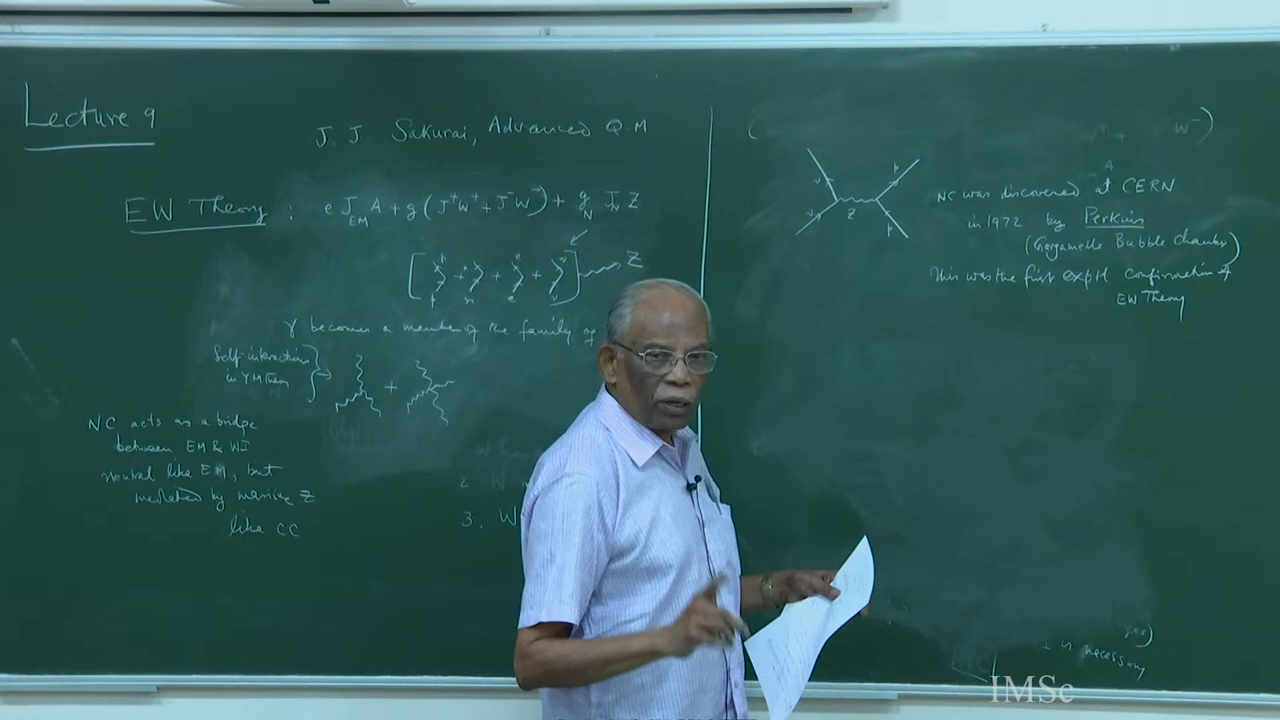 Lecture 9
J. J Sakurai, Advanced Q.M
EW Theory : e J_EM A + g (J⁺W⁺ + J⁻W⁻) + g_N J_N Z
Z
γ becomes a member of the family of
Self-interaction
in YM Theory
+
NC acts as a bridge
between EM & WI
neutral like EM, but
mediated by massive Z
like CC
2. W
3. W
W⁻)
ν
Z
NC was discovered at CERN
in 1972 by Perkins
(Gargamelle Bubble chamber)
This was the first exptl confirmation of
EW Theory
is necessary
IMSc